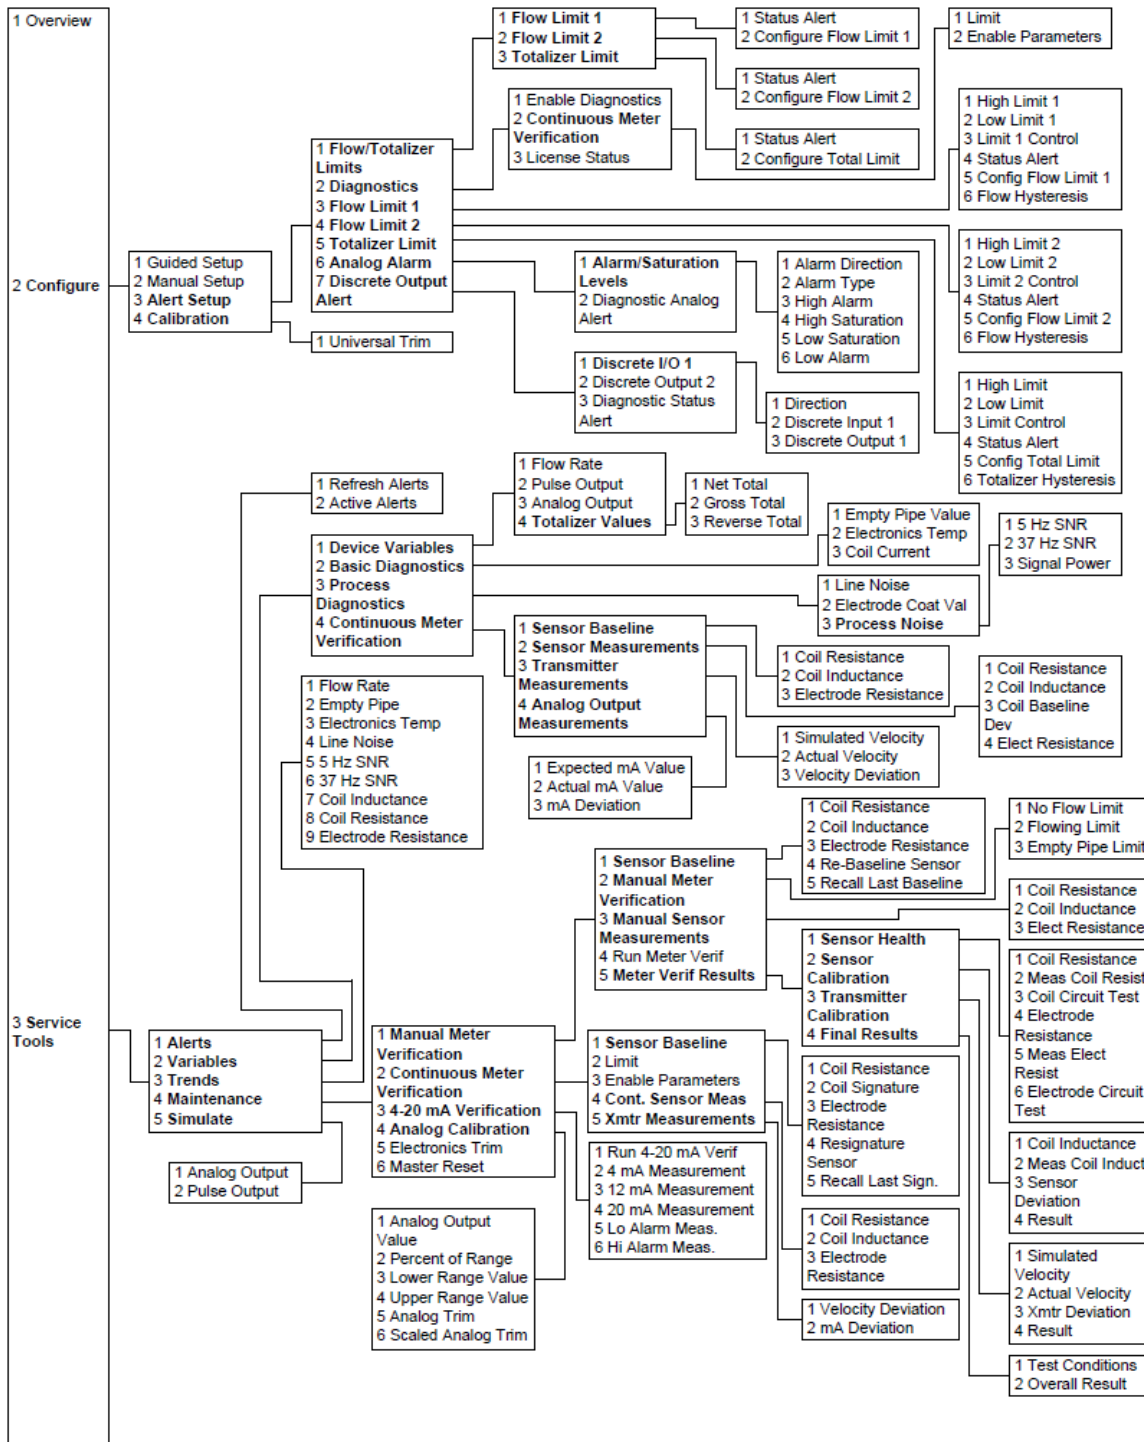 1 Overview
2 Configure
3 Service
Tools
1 Guided Setup
2 Manual Setup
3 Alert Setup
4 Calibration
1 Flow/Totalizer
Limits
2 Diagnostics
3 Flow Limit 1
4 Flow Limit 2
5 Totalizer Limit
6 Analog Alarm
7 Discrete Output
Alert
1 Universal Trim
1 Flow Limit 1
2 Flow Limit 2
3 Totalizer Limit
1 Enable Diagnostics
2 Continuous Meter
Verification
3 License Status
1 Status Alert
2 Configure Flow Limit 1
1 Status Alert
2 Configure Flow Limit 2
1 Status Alert
2 Configure Total Limit
1 Limit
2 Enable Parameters
1 High Limit 1
2 Low Limit 1
3 Limit 1 Control
4 Status Alert
5 Config Flow Limit 1
6 Flow Hysteresis
1 High Limit 2
2 Low Limit 2
3 Limit 2 Control
4 Status Alert
5 Config Flow Limit 2
6 Flow Hysteresis
1 High Limit
2 Low Limit
3 Limit Control
4 Status Alert
5 Config Total Limit
6 Totalizer Hysteresis
1 Alarm/Saturation
Levels
2 Diagnostic Analog
Alert
1 Alarm Direction
2 Alarm Type
3 High Alarm
4 High Saturation
5 Low Saturation
6 Low Alarm
1 Discrete I/O 1
2 Discrete Output 2
3 Diagnostic Status
Alert
1 Direction
2 Discrete Input 1
3 Discrete Output 1
1 Alerts
2 Variables
3 Trends
4 Maintenance
5 Simulate
1 Refresh Alerts
2 Active Alerts
1 Device Variables
2 Basic Diagnostics
3 Process
Diagnostics
4 Continuous Meter
Verification
1 Flow Rate
2 Pulse Output
3 Analog Output
4 Totalizer Values
1 Net Total
2 Gross Total
3 Reverse Total
1 Empty Pipe Value
2 Electronics Temp
3 Coil Current
1 Line Noise
2 Electrode Coat Val
3 Process Noise
1 5 Hz SNR
2 37 Hz SNR
3 Signal Power
1 Sensor Baseline
2 Sensor Measurements
3 Transmitter
Measurements
4 Analog Output
Measurements
1 Coil Resistance
2 Coil Inductance
3 Electrode Resistance
1 Coil Resistance
2 Coil Inductance
3 Coil Baseline
Dev
4 Elect Resistance
1 Simulated Velocity
2 Actual Velocity
3 Velocity Deviation
1 Expected mA Value
2 Actual mA Value
3 mA Deviation
1 Flow Rate
2 Empty Pipe
3 Electronics Temp
4 Line Noise
5 5 Hz SNR
6 37 Hz SNR
7 Coil Inductance
8 Coil Resistance
9 Electrode Resistance
1 Manual Meter
Verification
2 Continuous Meter
Verification
3 4-20 mA Verification
4 Analog Calibration
5 Electronics Trim
6 Master Reset
1 Analog Output
2 Pulse Output
1 Sensor Baseline
2 Manual Meter
Verification
3 Manual Sensor
Measurements
4 Run Meter Verif
5 Meter Verif Results
1 Coil Resistance
2 Coil Inductance
3 Electrode Resistance
4 Re-Baseline Sensor
5 Recall Last Baseline
1 No Flow Limit
2 Flowing Limit
3 Empty Pipe Limit
1 Coil Resistance
2 Coil Inductance
3 Elect Resistance
1 Sensor Health
2 Sensor
Calibration
3 Transmitter
Calibration
4 Final Results
1 Coil Resistance
2 Meas Coil Resist
3 Coil Circuit Test
4 Electrode
Resistance
5 Meas Elect
Resist
6 Electrode Circuit
Test
1 Coil Inductance
2 Meas Coil Induct
3 Sensor
Deviation
4 Result
1 Simulated
Velocity
2 Actual Velocity
3 Xmtr Deviation
4 Result
1 Test Conditions
2 Overall Result
1 Sensor Baseline
2 Limit
3 Enable Parameters
4 Cont. Sensor Meas
5 Xmtr Measurements
1 Coil Resistance
2 Coil Signature
3 Electrode
Resistance
4 Resignature
Sensor
5 Recall Last Sign.
1 Coil Resistance
2 Coil Inductance
3 Electrode
Resistance
1 Velocity Deviation
2 mA Deviation
1 Run 4-20 mA Verif
2 4 mA Measurement
3 12 mA Measurement
4 20 mA Measurement
5 Lo Alarm Meas.
6 Hi Alarm Meas.
1 Analog Output
Value
2 Percent of Range
3 Lower Range Value
4 Upper Range Value
5 Analog Trim
6 Scaled Analog Trim